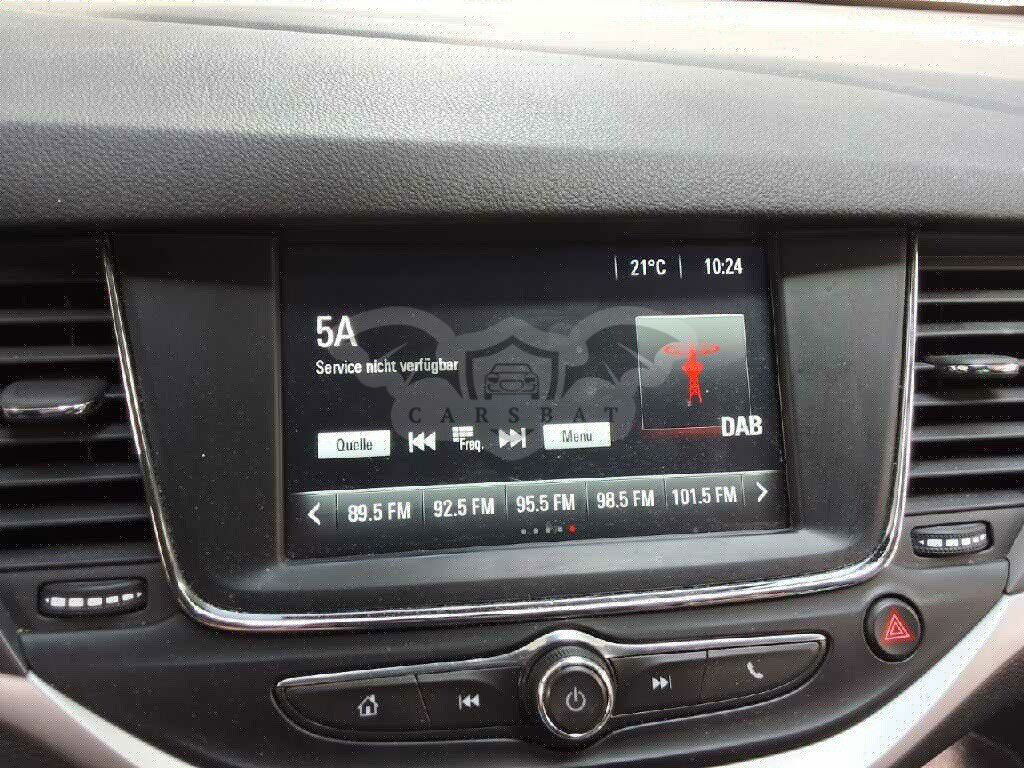 21°C 10:24
5A
Service nicht verfügbar
CARSBAT
DAB
Quelle Freq. Menü
89.5 FM 92.5 FM 95.5 FM 98.5 FM 101.5 FM